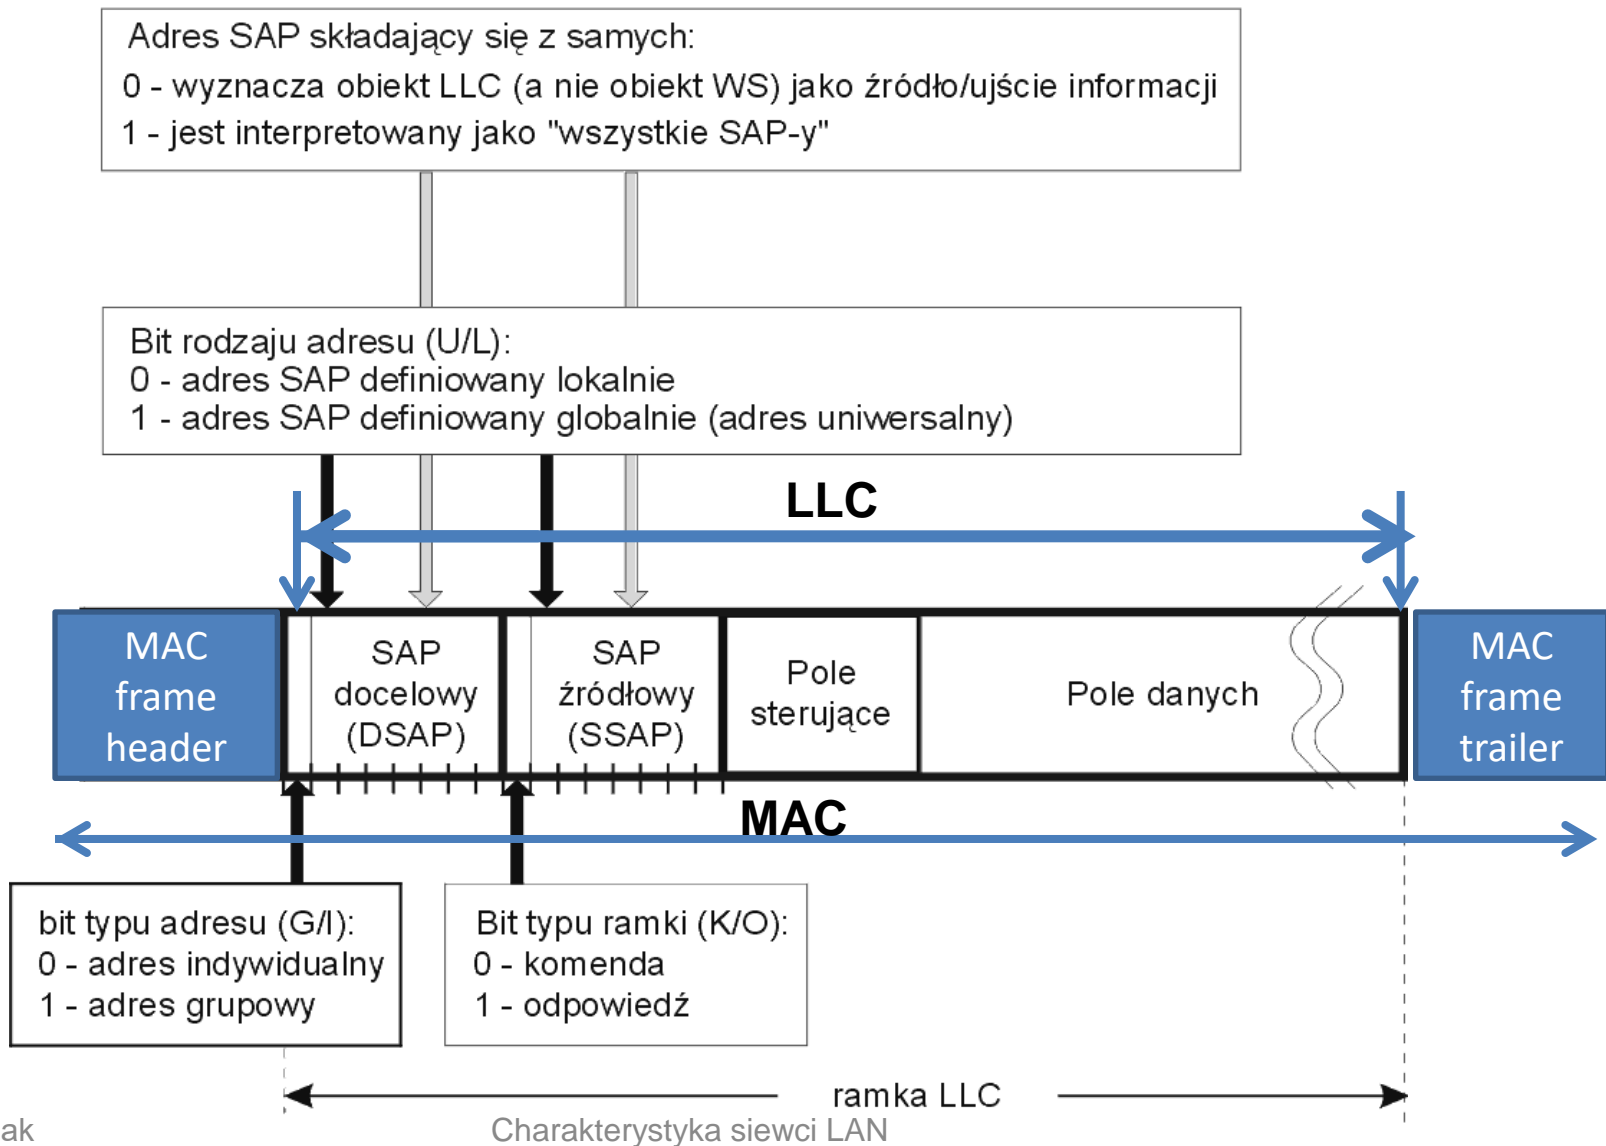 Adres SAP składający się z samych:
0 - wyznacza obiekt LLC (a nie obiekt WS) jako źródło/ujście informacji
1 - jest interpretowany jako "wszystkie SAP-y"
Bit rodzaju adresu (U/L):
0 - adres SAP definiowany lokalnie
1 - adres SAP definiowany globalnie (adres uniwersalny)
LLC
MAC
frame
header
SAP
docelowy
(DSAP)
SAP
źródłowy
(SSAP)
Pole
sterujące
Pole danych
MAC
frame
trailer
MAC
bit typu adresu (G/I):
0 - adres indywidualny
1 - adres grupowy
Bit typu ramki (K/O):
0 - komenda
1 - odpowiedź
ramka LLC
ak
Charakterystyka siewci LAN